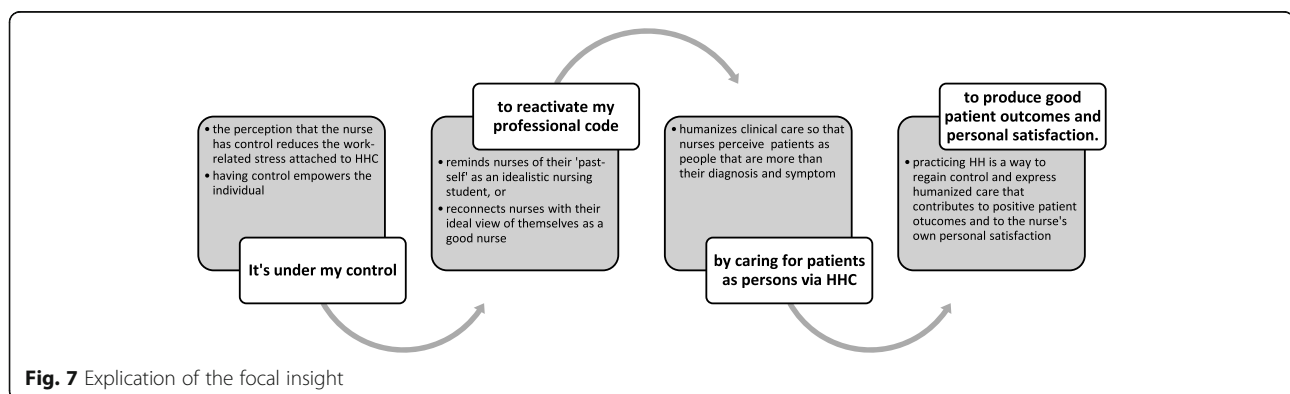 • the perception that the nurse
has control reduces the work-
related stress attached to HHC
• having control empowers the
individual
It's under my control
to reactivate my
professional code
• reminds nurses of their 'past-
self' as an idealistic nursing
student, or
• reconnects nurses with their
ideal view of themselves as a
good nurse
• humanizes clinical care so that
nurses perceive patients as
people that are more than
their diagnosis and symptom
by caring for patients
as persons via HHC
to produce good
patient outcomes and
personal satisfaction.
• practicing HH is a way to
regain control and express
humanized care that
contributes to positive patient
otucomes and to the nurse's
own personal satisfaction
Fig. 7 Explication of the focal insight